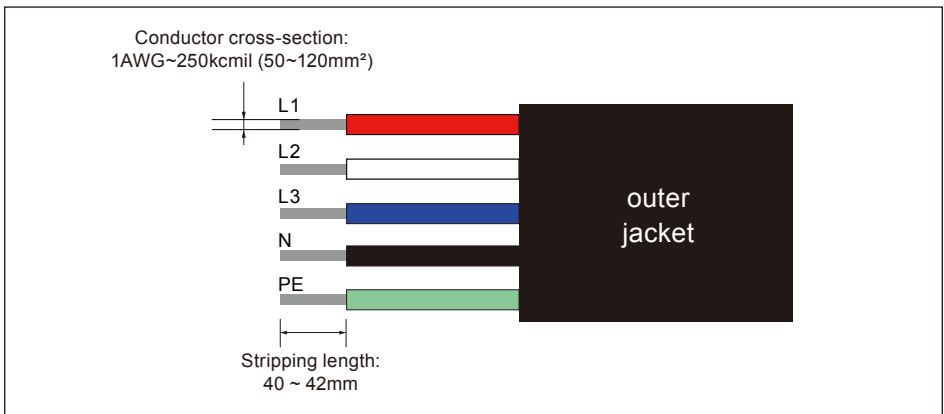 Conductor cross-section:
1AWG~250kcmil (50~120mm²)
L1
L2
L3
N
PE
outer
jacket
Stripping length:
40 ~ 42mm